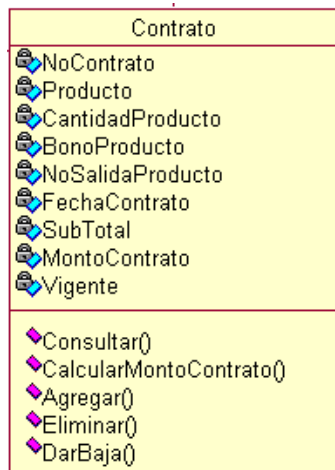 Contrato
NoContrato
Producto
CantidadProducto
BonoProducto
NoSalidaProducto
FechaContrato
SubTotal
MontoContrato
Vigente
Consultar()
CalcularMontoContrato()
Agregar()
Eliminar()
DarBaja()